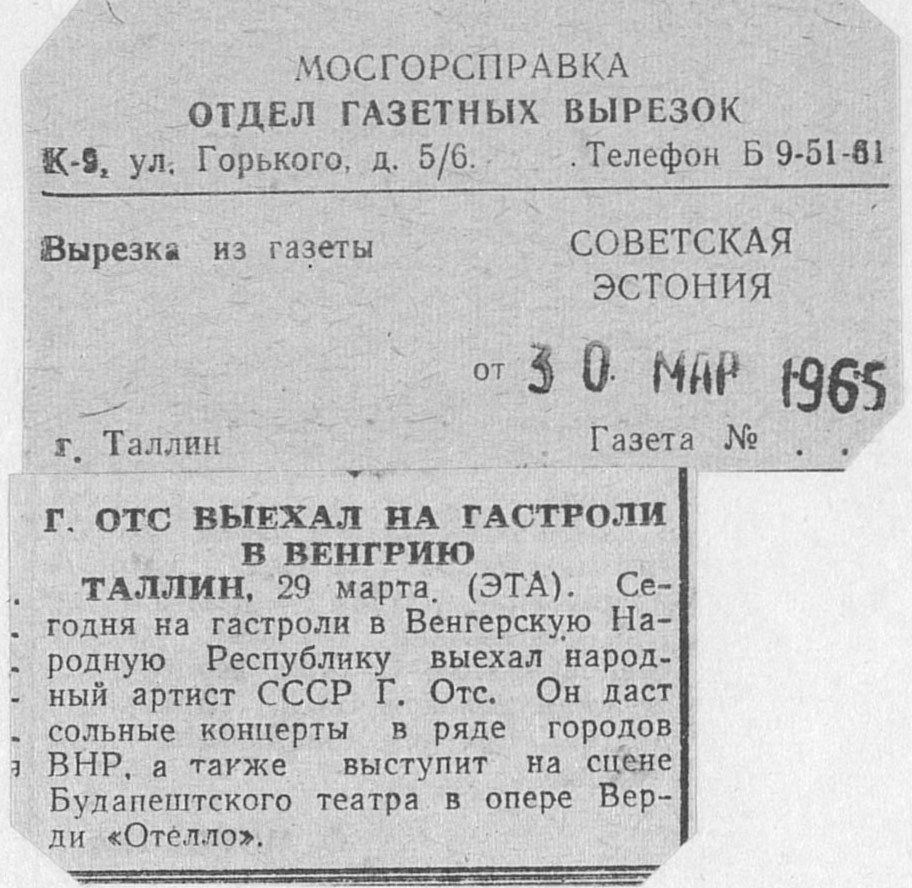 МОСГОРСПРАВКА
ОТДЕЛ ГАЗЕТНЫХ ВЫРЕЗОК
К-9, ул. Горького, д. 5/6. Телефон Б 9-51-61
Вырезка из газеты СОВЕТСКАЯ
ЭСТОНИЯ
от 30 МАР 1965
г. Таллин Газета № . .
Г. ОТС ВЫЕХАЛ НА ГАСТРОЛИ
В ВЕНГРИЮ
ТАЛЛИН, 29 марта. (ЭТА). Се-
годня на гастроли в Венгерскую На-
родную Республику выехал народ-
ный артист СССР Г. Отс. Он даст
сольные концерты в ряде городов
ВНР, а также выступит на сцене
Будапештского театра в опере Вер-
ди «Отелло».